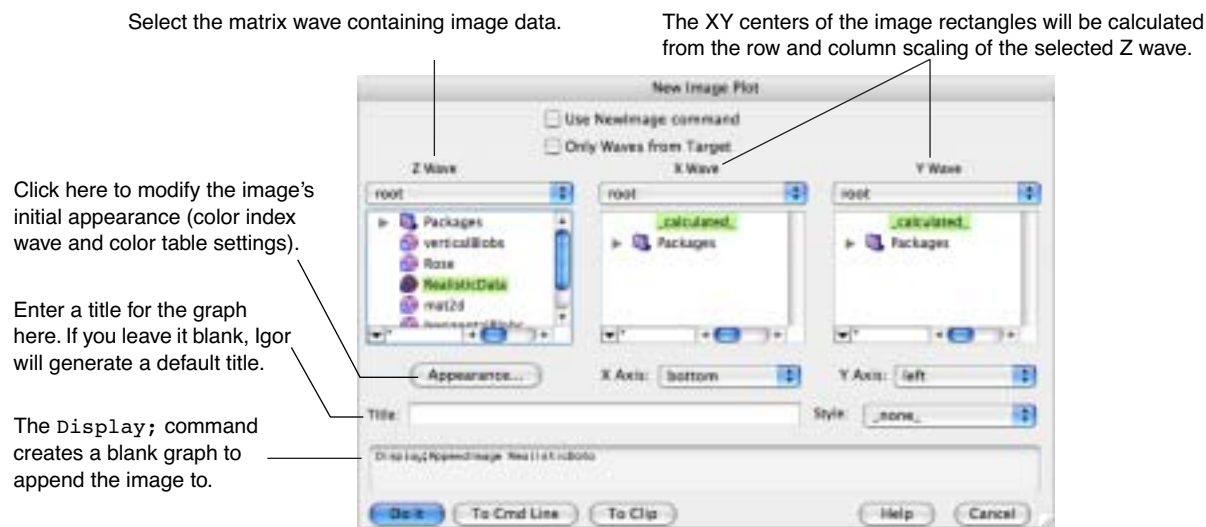 Select the matrix wave containing image data.
The XY centers of the image rectangles will be calculated
from the row and column scaling of the selected Z wave.
New Image Plot
Use NewImage command
Only Waves from Target
Z Wave
X Wave
Y Wave
root
root
root
Click here to modify the image's
initial appearance (color index
wave and color table settings).
Packages
verticalBlobs
Rose
RealisticData
mat2d
_calculated_
Packages
_calculated_
Packages
Enter a title for the graph
here. If you leave it blank, Igor
will generate a default title.
Appearance...
X Axis: bottom
Y Axis: left
Title:
Style: _none_
The Display; command
creates a blank graph to
append the image to.
Display;AppendImage RealisticData
Do It
To Cmd Line
To Clip
Help
Cancel